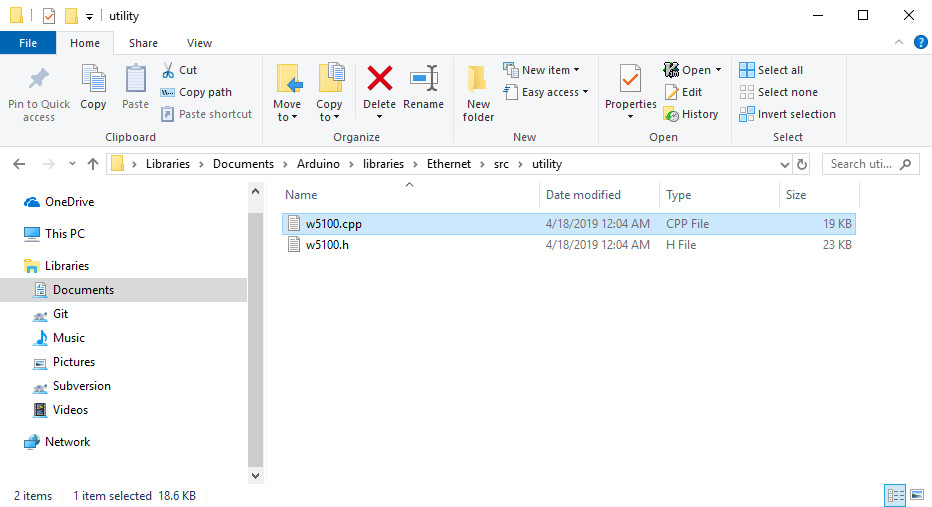 utility
File Home Share View
Pin to Quick access
Copy
Paste
Cut
Copy path
Paste shortcut
Clipboard
Move to
Copy to
Delete
Rename
Organize
New folder
New item
Easy access
New
Properties
Open
Edit
History
Open
Select all
Select none
Invert selection
Select
Libraries > Documents > Arduino > libraries > Ethernet > src > utility
Search uti...
OneDrive
This PC
Libraries
Documents
Git
Music
Pictures
Subversion
Videos
Network
Name Date modified Type Size
w5100.cpp 4/18/2019 12:04 AM CPP File 19 KB
w5100.h 4/18/2019 12:04 AM H File 23 KB
2 items 1 item selected 18.6 KB